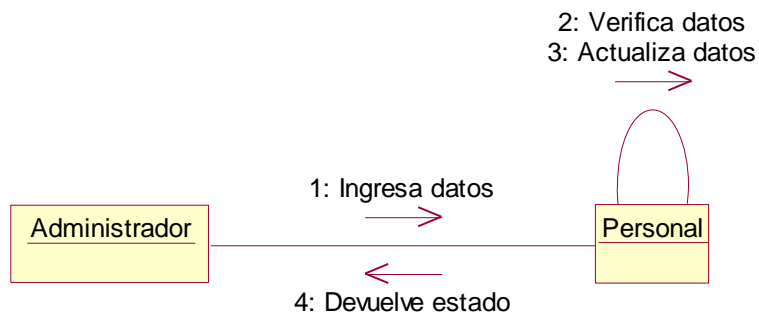 2: Verifica datos
3: Actualiza datos
1: Ingresa datos
Administrador
Personal
4: Devuelve estado